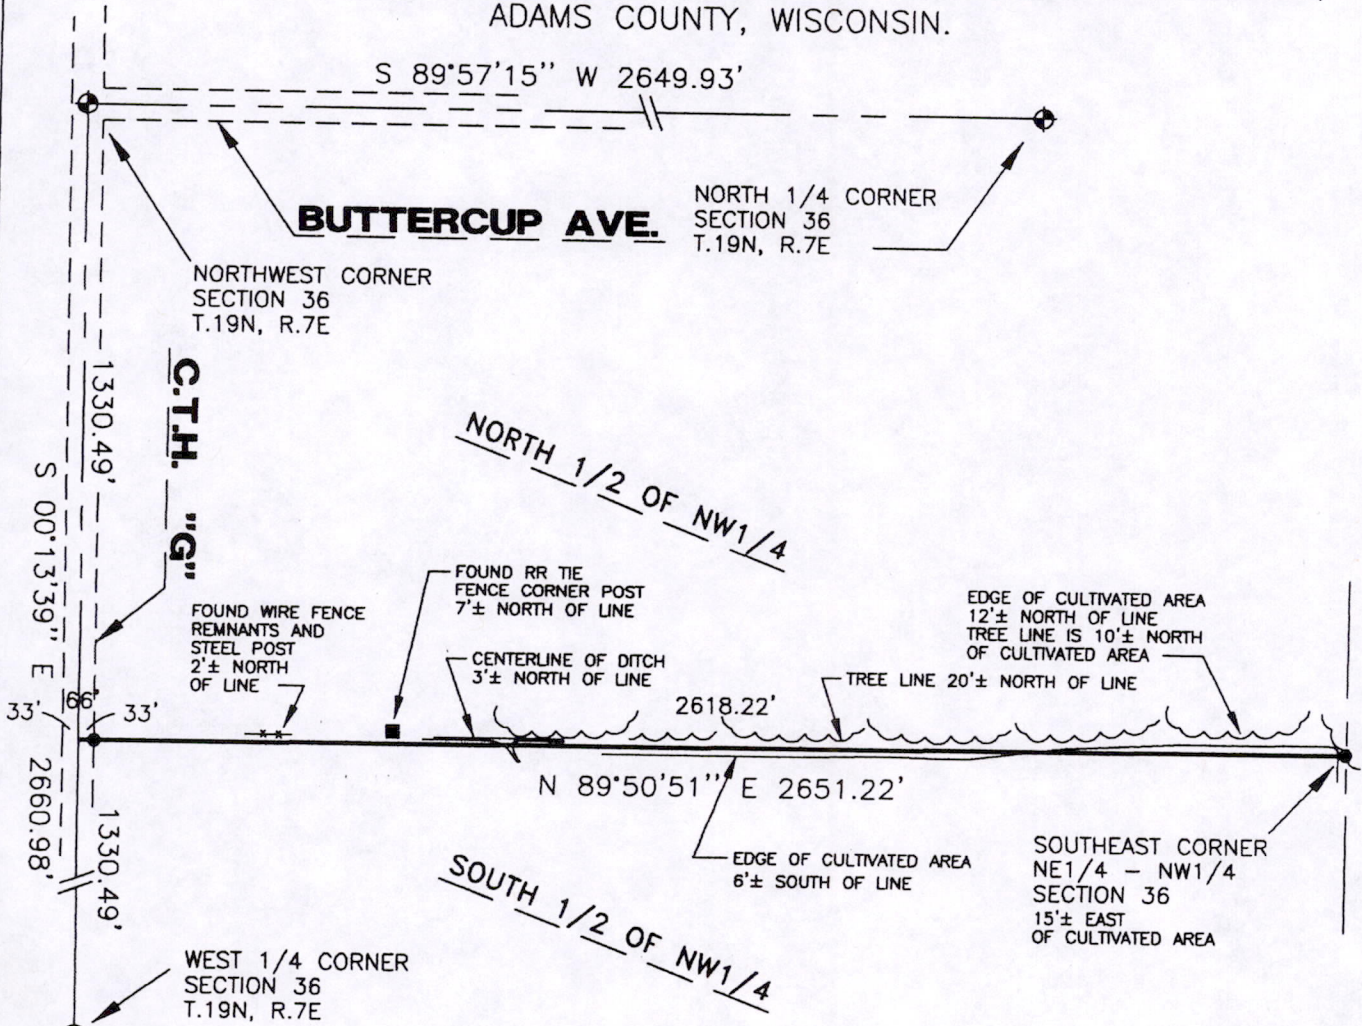 ADAMS COUNTY, WISCONSIN.
S 89°57'15'' W 2649.93'
BUTTERCUP AVE.
NORTH 1/4 CORNER
SECTION 36
T.19N, R.7E
NORTHWEST CORNER
SECTION 36
T.19N, R.7E
1330.49'
C.T.H. "G"
S 00°13'39'' E 2660.98'
NORTH 1/2 OF NW1/4
FOUND RR TIE
FENCE CORNER POST
7'± NORTH OF LINE
FOUND WIRE FENCE
REMNANTS AND
STEEL POST
2'± NORTH
OF LINE
CENTERLINE OF DITCH
3'± NORTH OF LINE
EDGE OF CULTIVATED AREA
12'± NORTH OF LINE
TREE LINE IS 10'± NORTH
OF CULTIVATED AREA
TREE LINE 20'± NORTH OF LINE
66'
33'
33'
2618.22'
N 89°50'51'' E 2651.22'
1330.49'
EDGE OF CULTIVATED AREA
6'± SOUTH OF LINE
SOUTHEAST CORNER
NE1/4 - NW1/4
SECTION 36
15'± EAST
OF CULTIVATED AREA
SOUTH 1/2 OF NW1/4
WEST 1/4 CORNER
SECTION 36
T.19N, R.7E